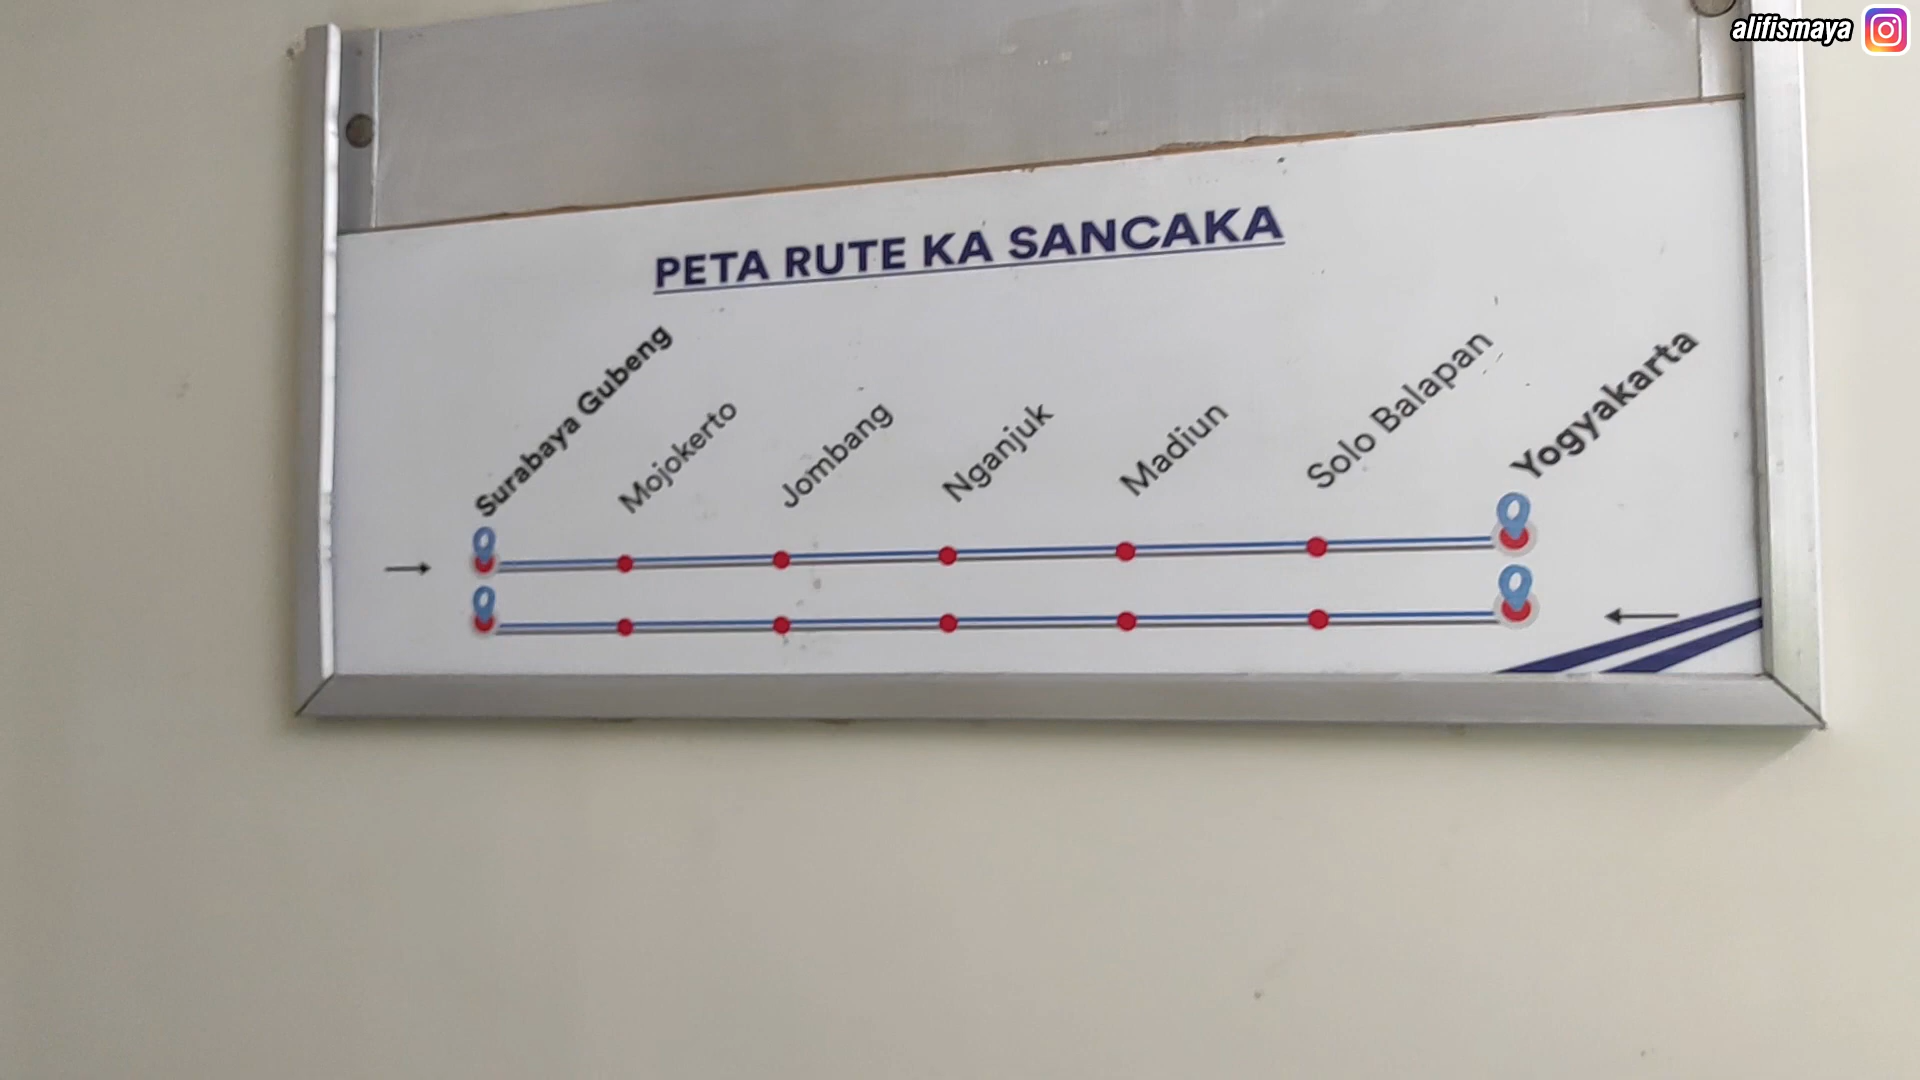 alifismaya
PETA RUTE KA SANCAKA
Surabaya Gubeng
Mojokerto
Jombang
Nganjuk
Madiun
Solo Balapan
Yogyakarta